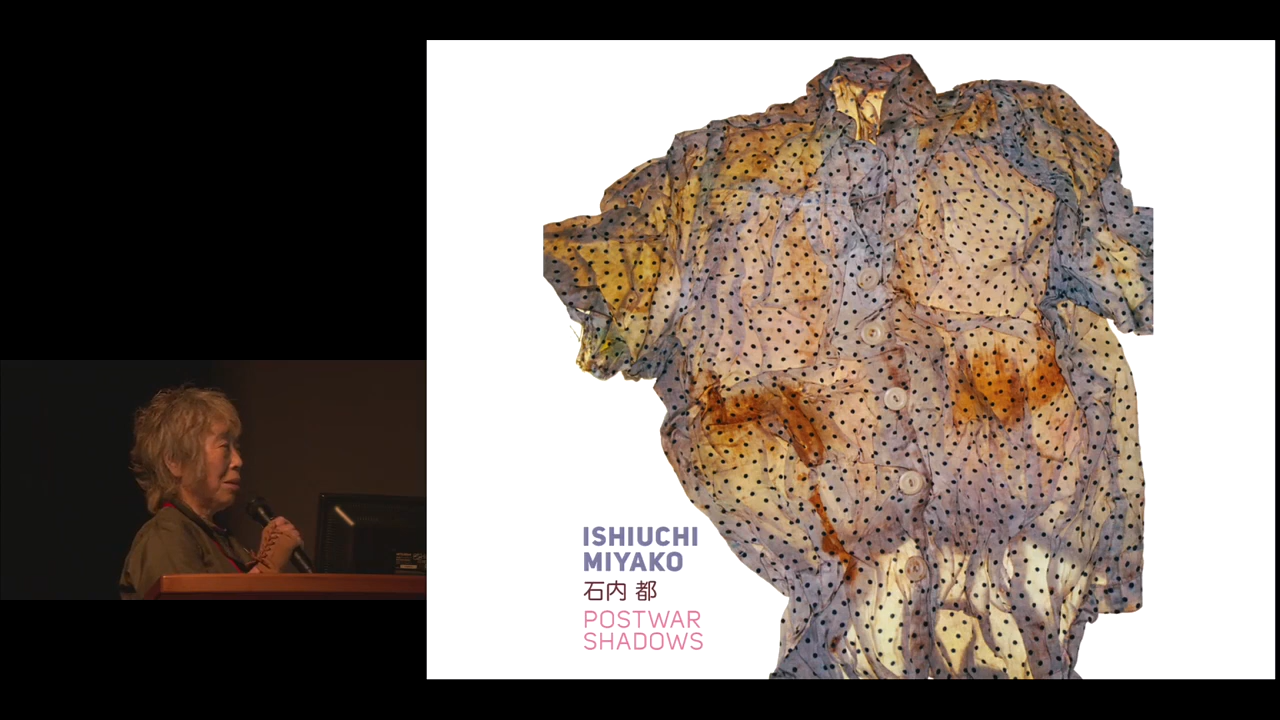 ISHIUCHI
MIYAKO
石内 都
POSTWAR
SHADOWS